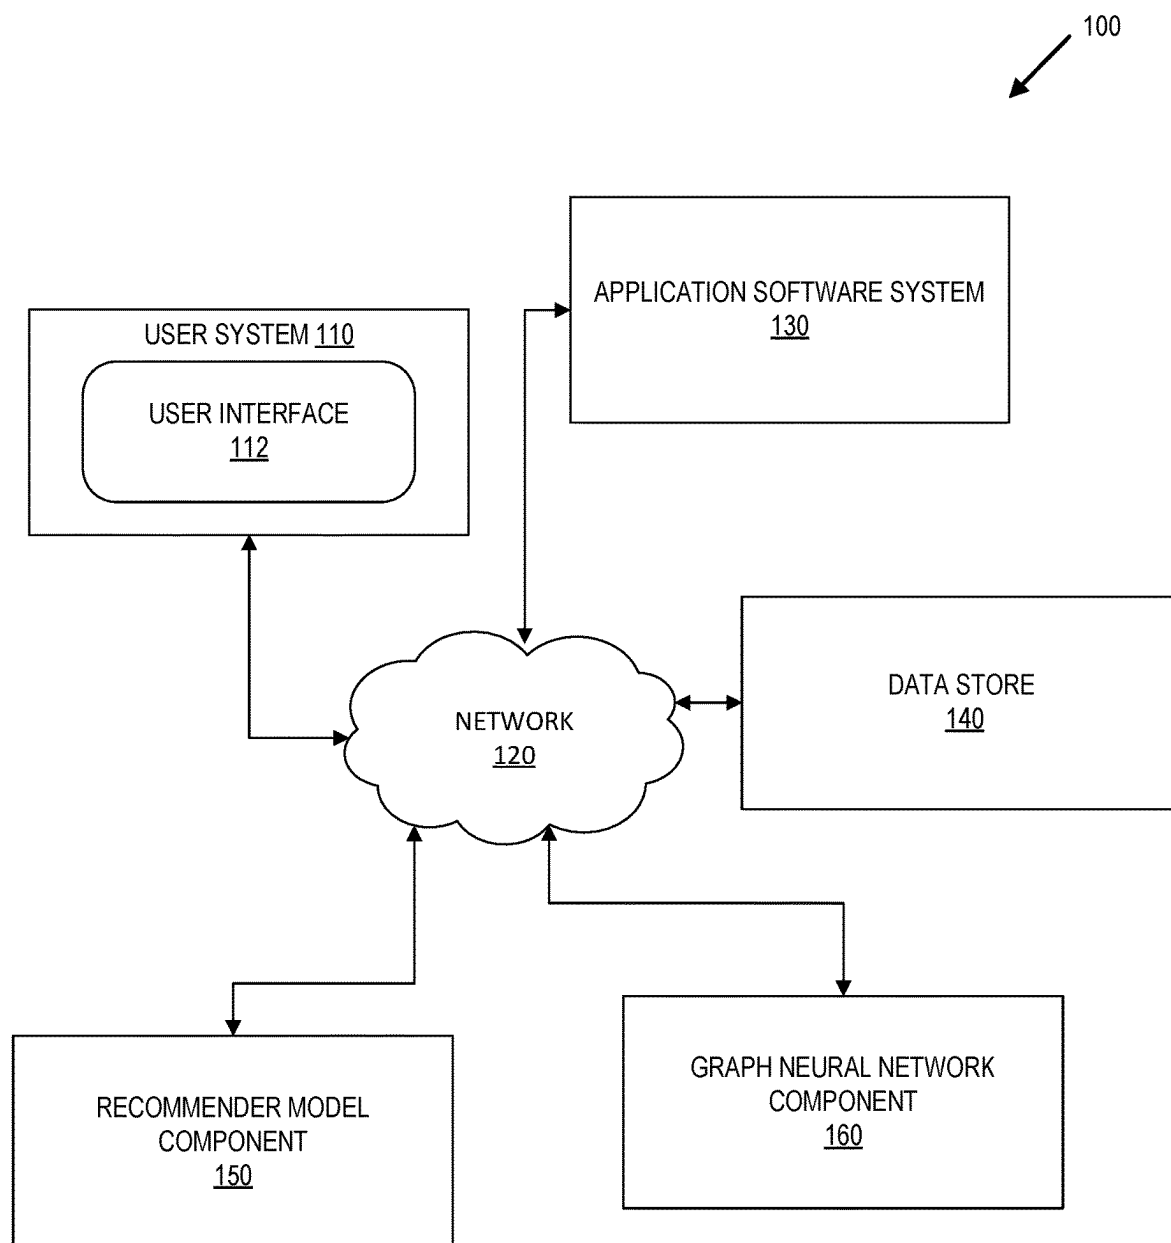 100
APPLICATION SOFTWARE SYSTEM
130
USER SYSTEM 110
USER INTERFACE
112
DATA STORE
140
NETWORK
120
GRAPH NEURAL NETWORK
COMPONENT
160
RECOMMENDER MODEL
COMPONENT
150